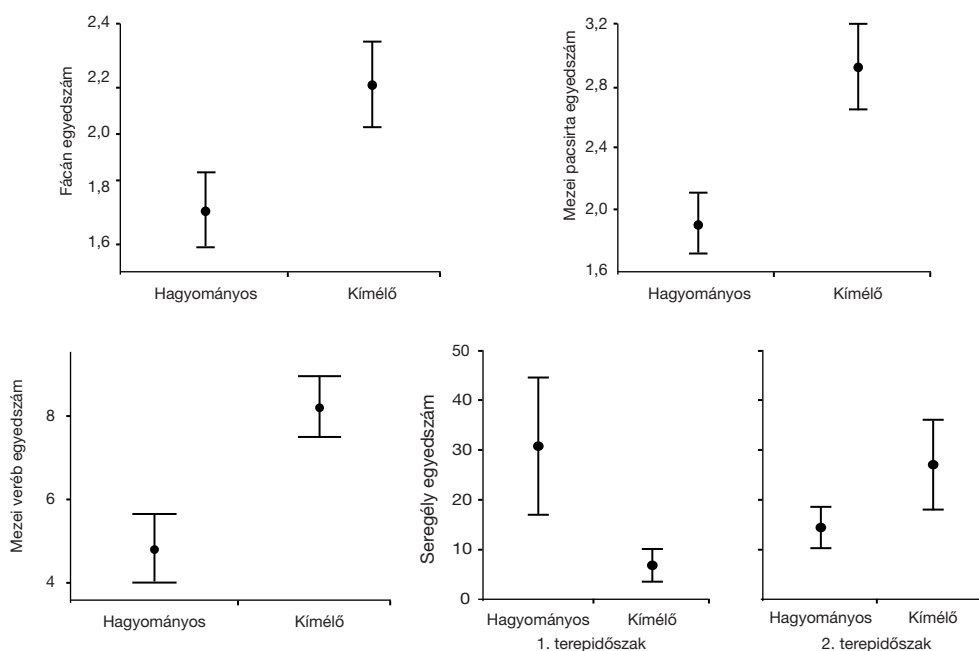 Fácán egyedszám
2,4
2,2
2,0
1,8
1,6
Hagyományos Kímélő
Mezei pacsirta egyedszám
3,2
2,8
2,4
2,0
1,6
Hagyományos Kímélő
Mezei veréb egyedszám
8
6
4
Hagyományos Kímélő
Seregély egyedszám
50
40
30
20
10
0
Hagyományos Kímélő
1. terepidőszak
Hagyományos Kímélő
2. terepidőszak